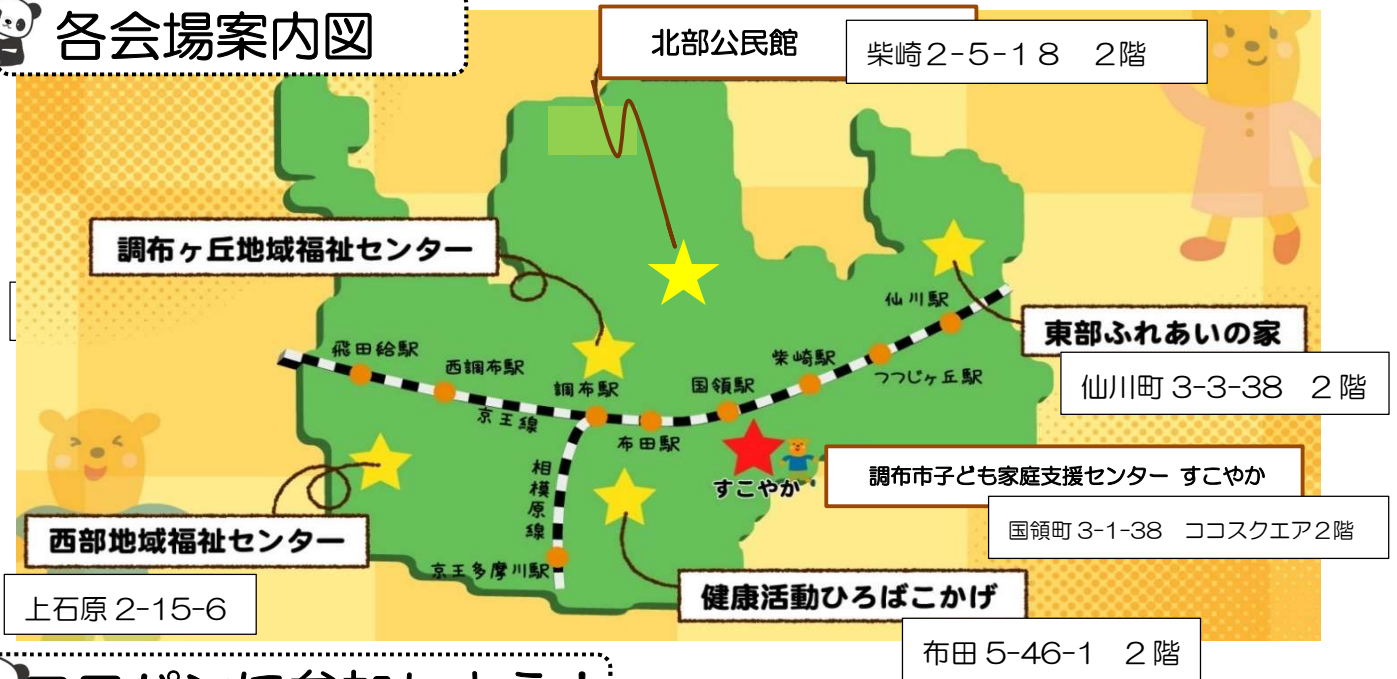 各会場案内図
北部公民館
柴崎2-5-18　2階
調布ヶ丘地域福祉センター
仙川駅
東部ふれあいの家
仙川町 3-3-38　2階
飛田給駅
西調布駅
調布駅
国領駅
柴崎駅
つつじヶ丘駅
京王線
布田駅
相模原線
すこやか
調布市子ども家庭支援センター すこやか
国領町 3-1-38　ココスクエア2階
西部地域福祉センター
上石原 2-15-6
京王多摩川駅
健康活動ひろばこかげ
布田 5-46-1　2階